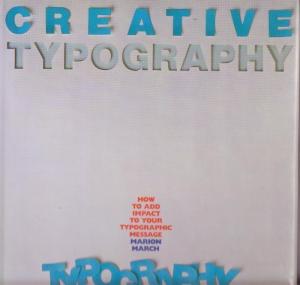 CREATIVE
TYPOGRAPHY
HOW
TO ADD
IMPACT
TO YOUR
TYPOGRAPHIC
MESSAGE
MARION
MARCH
TYPOGRAPHY